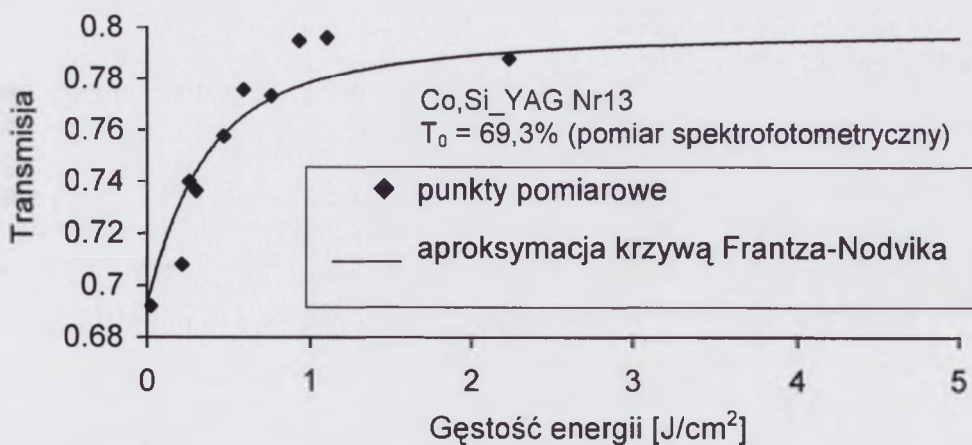 0.8
0.78
0.76
0.74
0.72
0.7
0.68
Transmisja
Co,Si_YAG Nr13
T₀ = 69,3% (pomiar spektrofotometryczny)
punkty pomiarowe
aproksymacja krzywą Frantza-Nodvika
0 1 2 3 4 5
Gęstość energii [J/cm²]